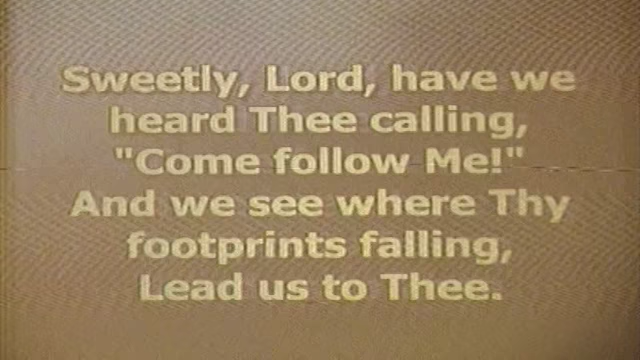 Sweetly, Lord, have we
heard Thee calling,
"Come follow Me!"
And we see where Thy
footprints falling,
Lead us to Thee.